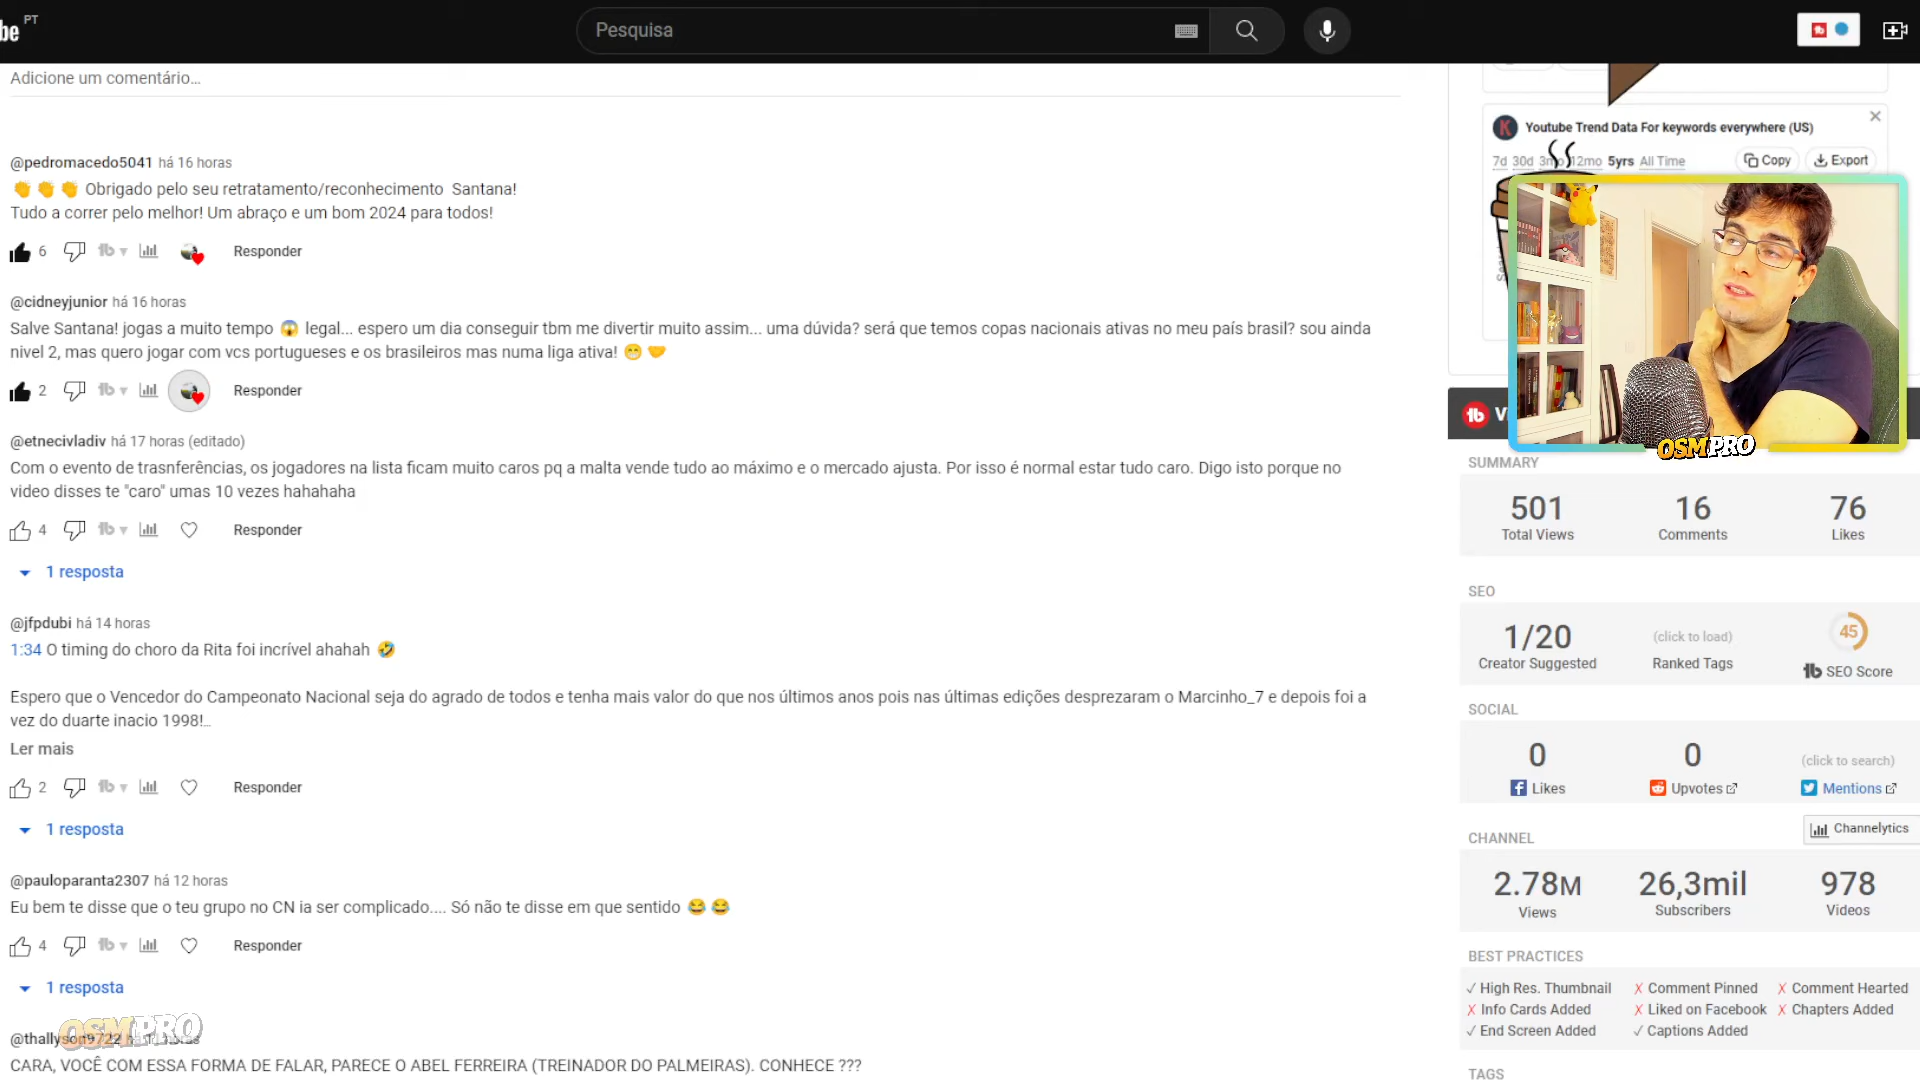 be PT
Pesquisa
Adicione um comentário...
@pedromacedo5041 há 16 horas
👏 👏 👏 Obrigado pelo seu retratamento/reconhecimento Santana!
Tudo a correr pelo melhor! Um abraço e um bom 2024 para todos!
6
Responder
@cidneyjunior há 16 horas
Salve Santana! jogas a muito tempo 😱 legal... espero um dia conseguir tbm me divertir muito assim... uma dúvida? será que temos copas nacionais ativas no meu país brasil? sou ainda
nivel 2, mas quero jogar com vcs portugueses e os brasileiros mas numa liga ativa! 😁 🤝
2
Responder
@etnecivladiv há 17 horas (editado)
Com o evento de trasnferências, os jogadores na lista ficam muito caros pq a malta vende tudo ao máximo e o mercado ajusta. Por isso é normal estar tudo caro. Digo isto porque no
video disses te "caro" umas 10 vezes hahahaha
4
Responder
1 resposta
@jfpdubi há 14 horas
1:34 O timing do choro da Rita foi incrível ahahah 🤣
Espero que o Vencedor do Campeonato Nacional seja do agrado de todos e tenha mais valor do que nos últimos anos pois nas últimas edições desprezaram o Marcinho_7 e depois foi a
vez do duarte inacio 1998!...
Ler mais
2
Responder
1 resposta
@pauloparanta2307 há 12 horas
Eu bem te disse que o teu grupo no CN ia ser complicado.... Só não te disse em que sentido 😂 😂
4
Responder
1 resposta
OSMPRO
@thallyson9722
CARA, VOCÊ COM ESSA FORMA DE FALAR, PARECE O ABEL FERREIRA (TREINADOR DO PALMEIRAS). CONHECE ???
Youtube Trend Data For keywords everywhere (US)
7d 30d 3mo 12mo 5yrs All Time
Copy
Export
OSMPRO
SUMMARY
501 16 76
Total Views Comments Likes
SEO
1/20 (click to load) 45
Creator Suggested Ranked Tags SEO Score
SOCIAL
0 0 (click to search)
Likes Upvotes Mentions
Channelytics
CHANNEL
2.78M 26,3mil 978
Views Subscribers Videos
BEST PRACTICES
✓ High Res. Thumbnail ✗ Comment Pinned ✗ Comment Hearted
✗ Info Cards Added ✗ Liked on Facebook ✗ Chapters Added
✓ End Screen Added ✓ Captions Added
TAGS